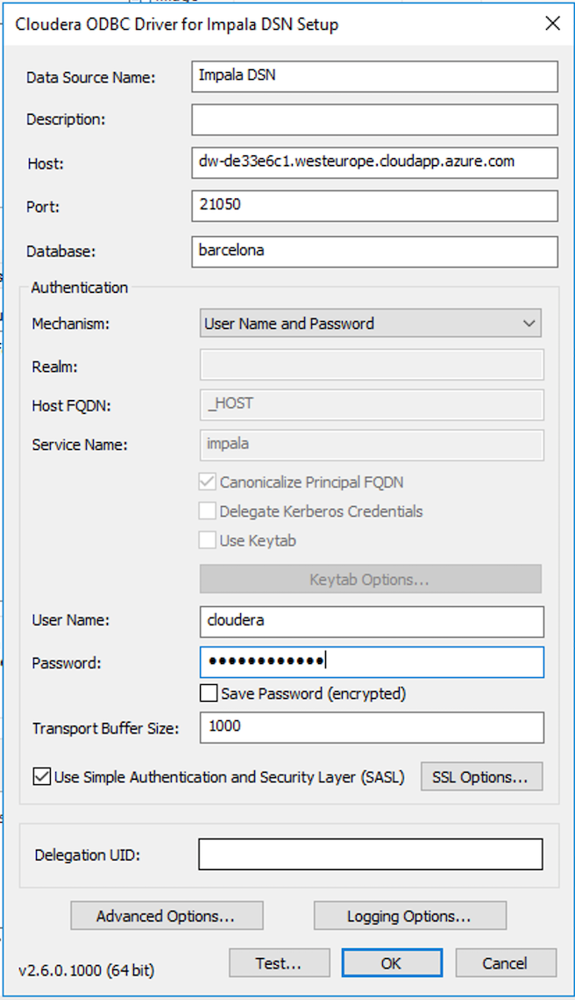 Cloudera ODBC Driver for Impala DSN Setup
Data Source Name: Impala DSN
Description:
Host: dw-de33e6c1.westeurope.cloudapp.azure.com
Port: 21050
Database: barcelona
Authentication
Mechanism: User Name and Password
Realm:
Host FQDN: _HOST
Service Name: impala
Canonicalize Principal FQDN
Delegate Kerberos Credentials
Use Keytab
Keytab Options...
User Name: cloudera
Password: ●●●●●●●●●●●●
Save Password (encrypted)
Transport Buffer Size: 1000
Use Simple Authentication and Security Layer (SASL) SSL Options...
Delegation UID:
Advanced Options... Logging Options...
v2.6.0.1000 (64 bit) Test... OK Cancel